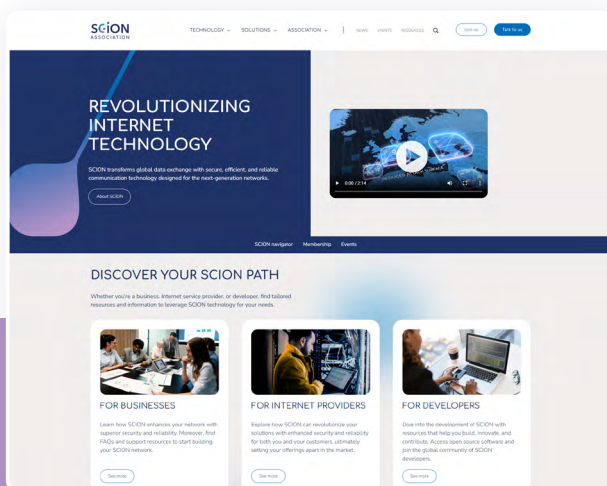 SCiON
ASSOCIATION
TECHNOLOGY
SOLUTIONS
ASSOCIATION
NEWS
EVENTS
RESOURCES
Join us
Talk to us
REVOLUTIONIZING
INTERNET
TECHNOLOGY
SCION transforms global data exchange with secure, efficient, and reliable
communication technology designed for the next-generation networks.
About SCION
0:00 / 2:14
SCION navigator
Membership
Events
DISCOVER YOUR SCION PATH
Whether you're a business, Internet service provider, or developer, find tailored
resources and information to leverage SCION technology for your needs.
FOR BUSINESSES
Learn how SCION enhances your network with
superior security and reliability. Moreover, find
FAQs and support resources to start building
your SCION network.
See more
FOR INTERNET PROVIDERS
Explore how SCION can revolutionize your
solutions with enhanced security and reliability
for both you and your customers, ultimately
setting your offerings apart in the market.
See more
FOR DEVELOPERS
Dive into the development of SCION with
resources that help you build, innovate, and
contribute. Access open source software and
join the global community of SCION
developers.
See more